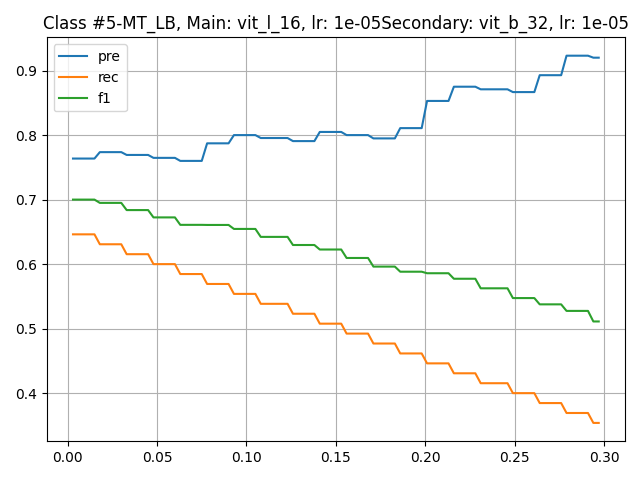 Class #5-MT_LB, Main: vit_l_16, lr: 1e-05Secondary: vit_b_32, lr: 1e-05
pre
rec
f1
0.9
0.8
0.7
0.6
0.5
0.4
0.00 0.05 0.10 0.15 0.20 0.25 0.30